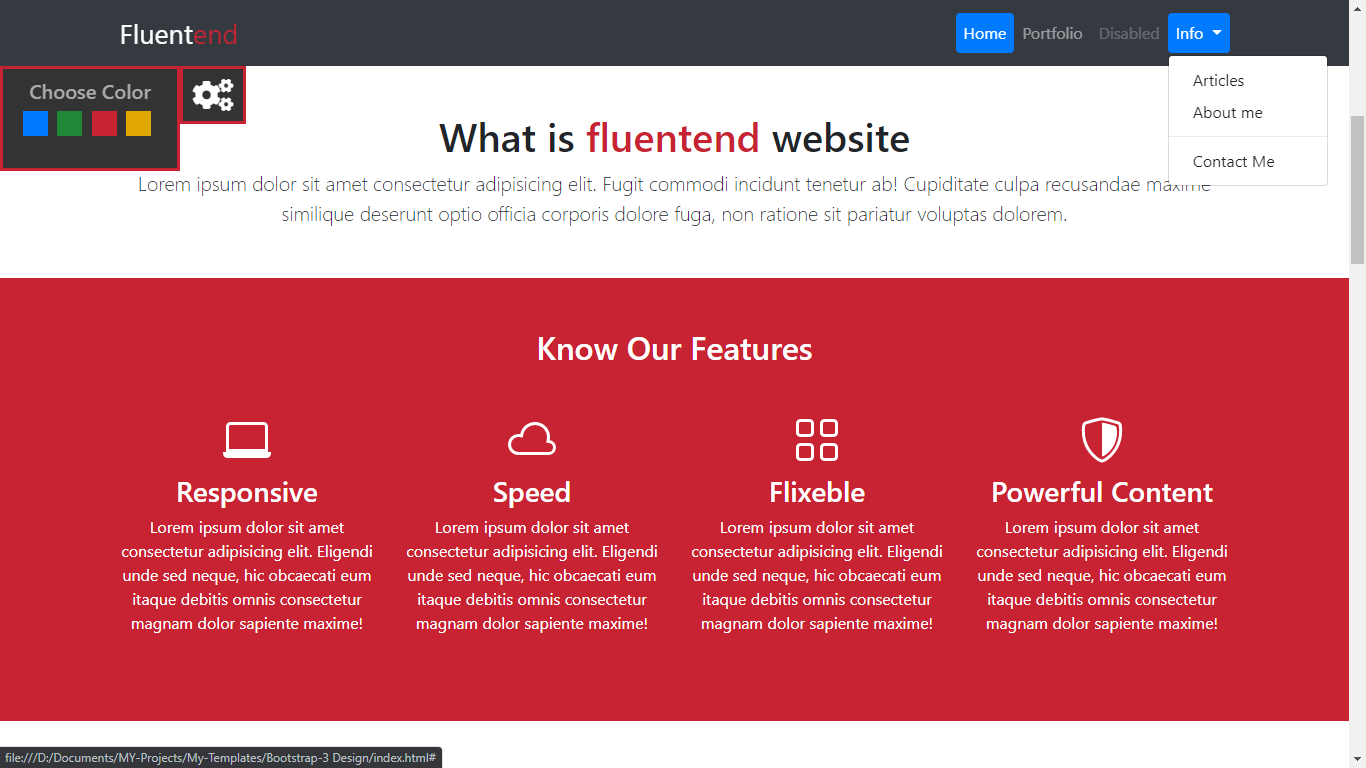 Fluentend
Home Portfolio Disabled Info
Articles
About me
Contact Me
Choose Color
What is fluentend website
Lorem ipsum dolor sit amet consectetur adipisicing elit. Fugit commodi incidunt tenetur ab! Cupiditate culpa recusandae maxime
similique deserunt optio officia corporis dolore fuga, non ratione sit pariatur voluptas dolorem.
Know Our Features
Responsive
Lorem ipsum dolor sit amet
consectetur adipisicing elit. Eligendi
unde sed neque, hic obcaecati eum
itaque debitis omnis consectetur
magnam dolor sapiente maxime!
Speed
Lorem ipsum dolor sit amet
consectetur adipisicing elit. Eligendi
unde sed neque, hic obcaecati eum
itaque debitis omnis consectetur
magnam dolor sapiente maxime!
Flixeble
Lorem ipsum dolor sit amet
consectetur adipisicing elit. Eligendi
unde sed neque, hic obcaecati eum
itaque debitis omnis consectetur
magnam dolor sapiente maxime!
Powerful Content
Lorem ipsum dolor sit amet
consectetur adipisicing elit. Eligendi
unde sed neque, hic obcaecati eum
itaque debitis omnis consectetur
magnam dolor sapiente maxime!
file:///D:/Documents/MY-Projects/My-Templates/Bootstrap-3 Design/index.html#